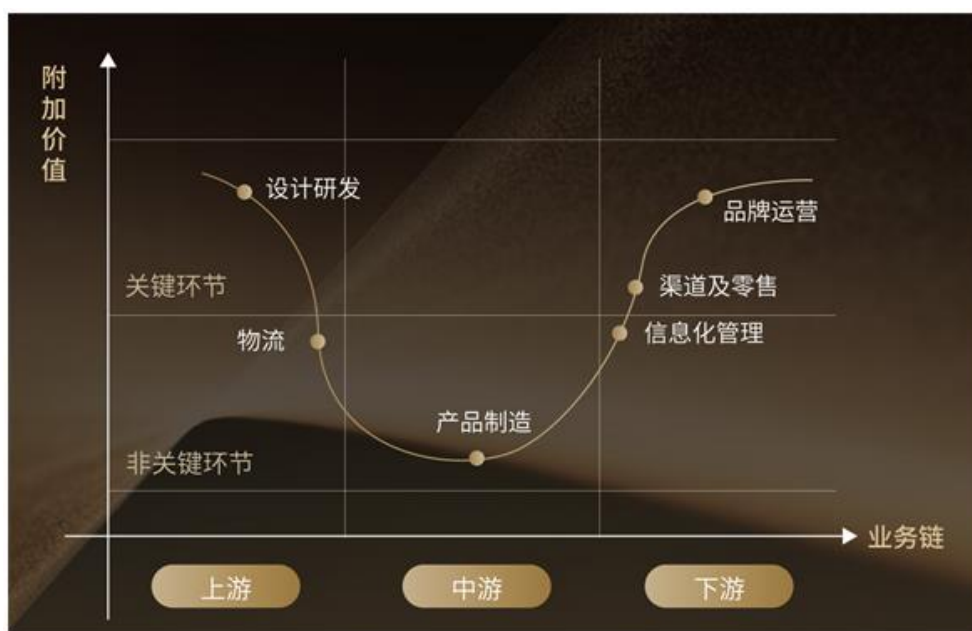 附加价值
设计研发
品牌运营
关键环节
渠道及零售
物流
信息化管理
产品制造
非关键环节
业务链
上游
中游
下游